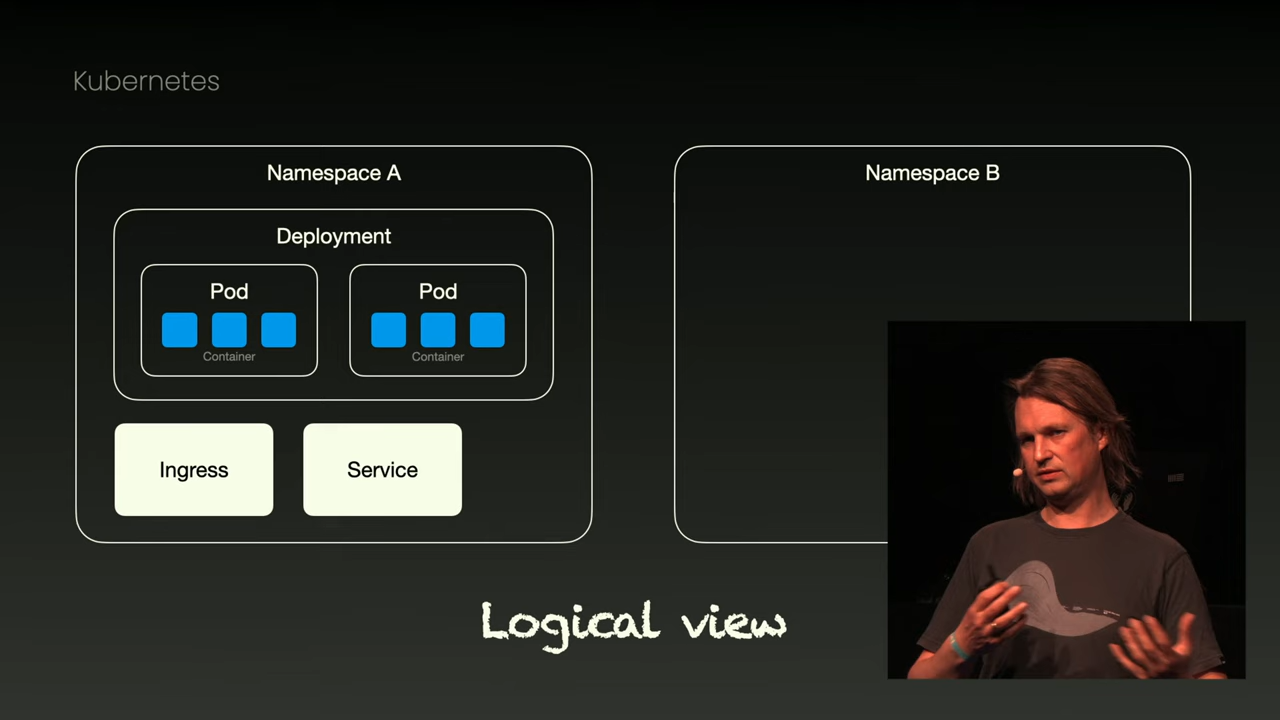 Kubernetes
Namespace A
Deployment
Pod
Container
Pod
Container
Ingress
Service
Namespace B
Logical view